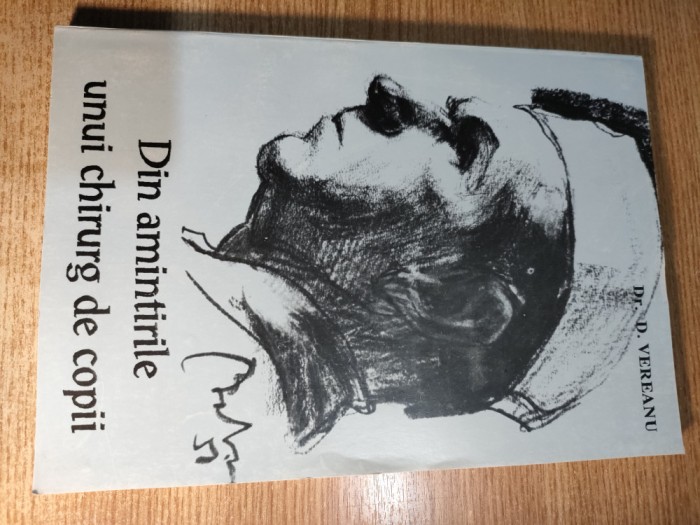 Dr. D. VEREANU
Din amintirile
unui chirurg de copii